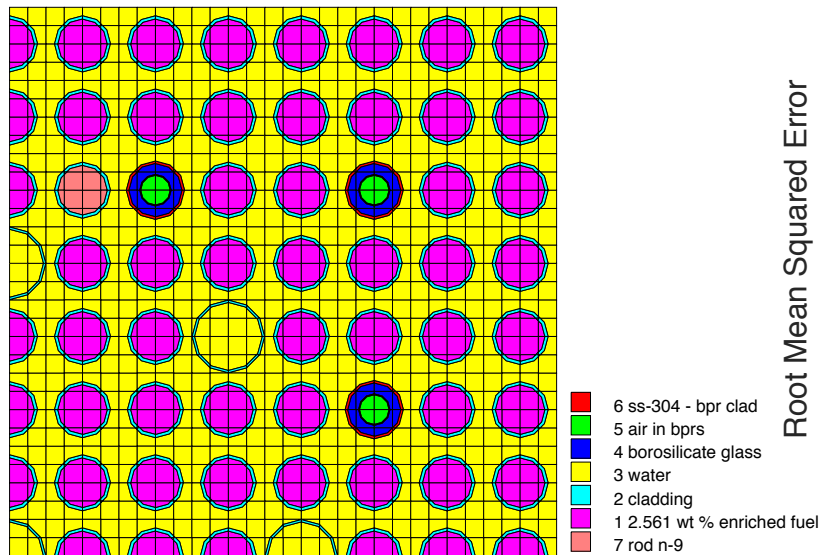 6 ss-304 - bpr clad
5 air in bprs
4 borosilicate glass
3 water
2 cladding
1 2.561 wt % enriched fuel
7 rod n-9
Root Mean Squared Error